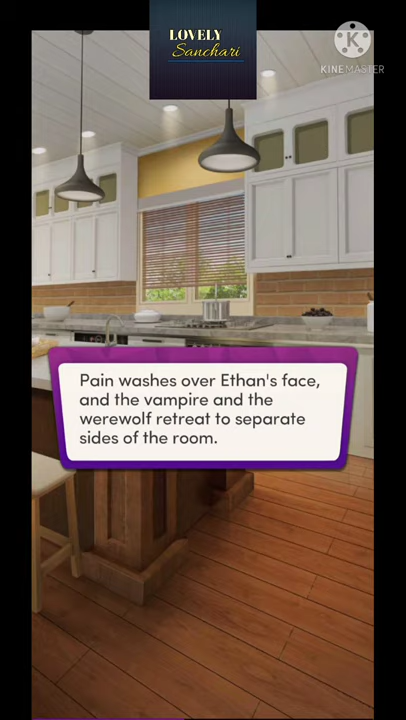 LOVELY
Sanchari
KINEMASTER
Pain washes over Ethan's face,
and the vampire and the
werewolf retreat to separate
sides of the room.